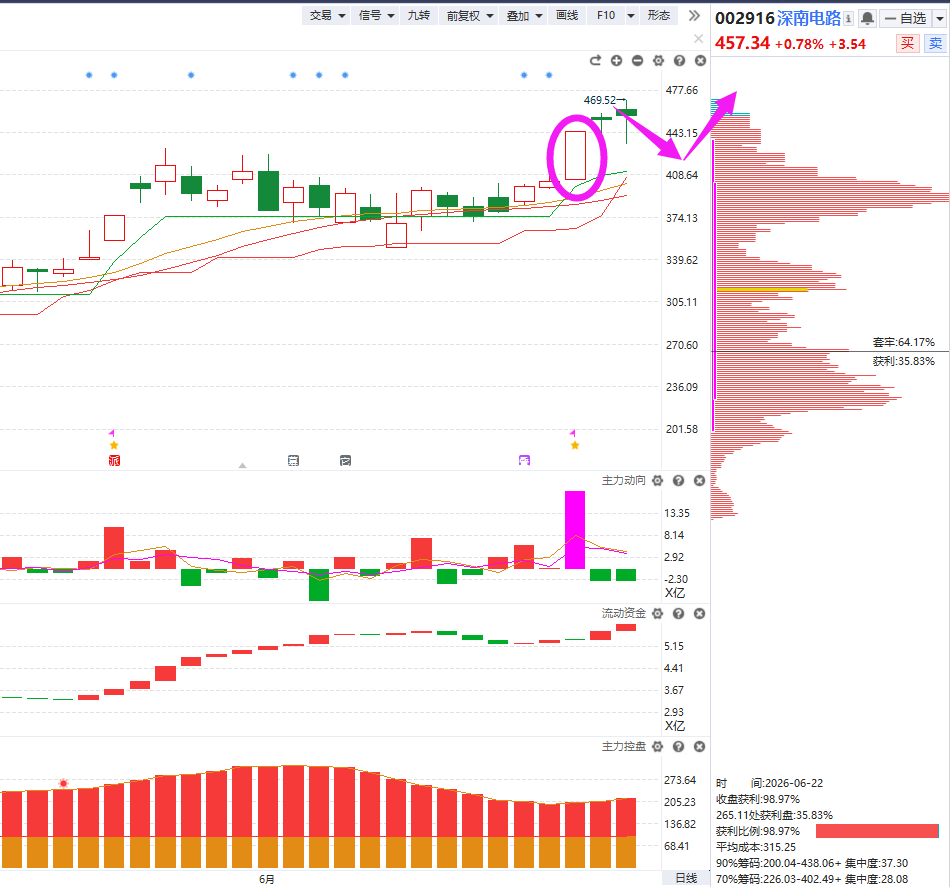 交易 信号 九转 前复权 叠加 画线 F10 形态
002916 深南电路 自选
457.34 +0.78% +3.54 买 卖
469.52
477.66
443.15
408.64
374.13
339.62
305.11
270.60
236.09
201.58
套牢:64.17%
获利:35.83%
派
主力动向
13.35
8.14
2.92
-2.30
X亿
流动资金
5.15
4.41
3.67
2.93
X亿
主力控盘
273.64
205.23
136.82
68.41
6月
日线
时 间:2026-06-22
收盘获利:98.97%
265.11处获利盘:35.83%
获利比例:98.97%
平均成本:315.25
90%筹码:200.04-438.06+ 集中度:37.30
70%筹码:226.03-402.49+ 集中度:28.08